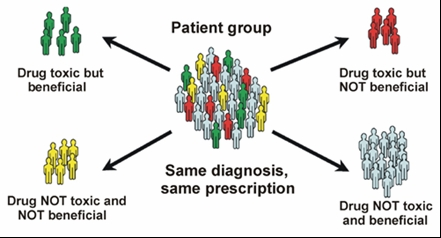 Patient group
Drug toxic but
beneficial
Drug toxic but
NOT beneficial
Same diagnosis,
same prescription
Drug NOT toxic and
NOT beneficial
Drug NOT toxic
and beneficial